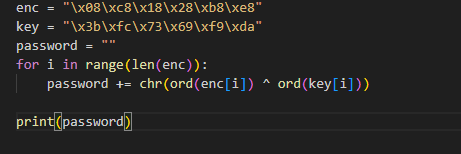 enc = "\x08\xc8\x18\x28\xb8\xe8"
key = "\x3b\xfc\x73\x69\xf9\xda"
password = ""
for i in range(len(enc)):
    password += chr(ord(enc[i]) ^ ord(key[i]))
print(password)